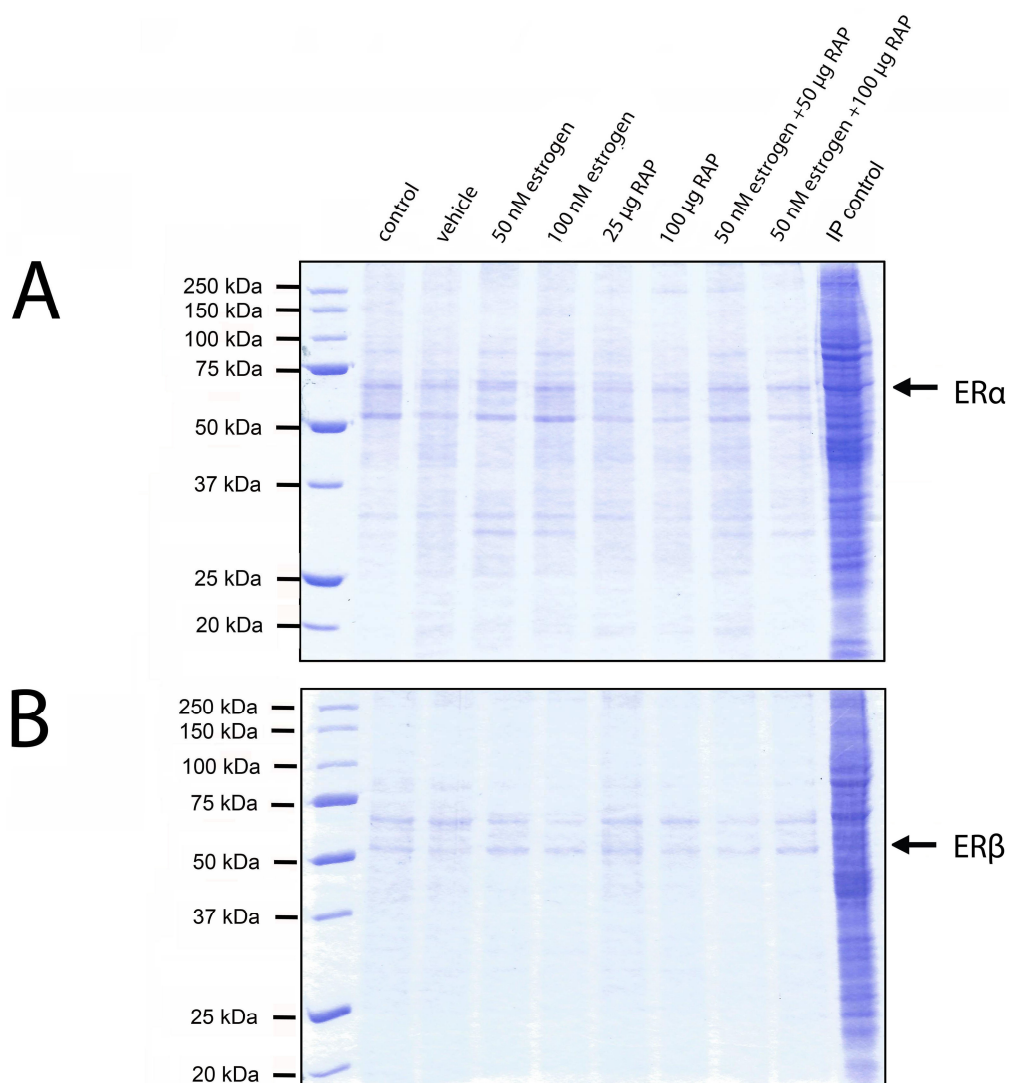 control
vehicle
50 nM estrogen
100 nM estrogen
25 µg RAP
100 µg RAP
50 nM estrogen +50 µg RAP
50 nM estrogen +100 µg RAP
IP control
A
250 kDa
150 kDa
100 kDa
75 kDa
50 kDa
37 kDa
25 kDa
20 kDa
ERα
B
250 kDa
150 kDa
100 kDa
75 kDa
50 kDa
37 kDa
25 kDa
20 kDa
ERβ